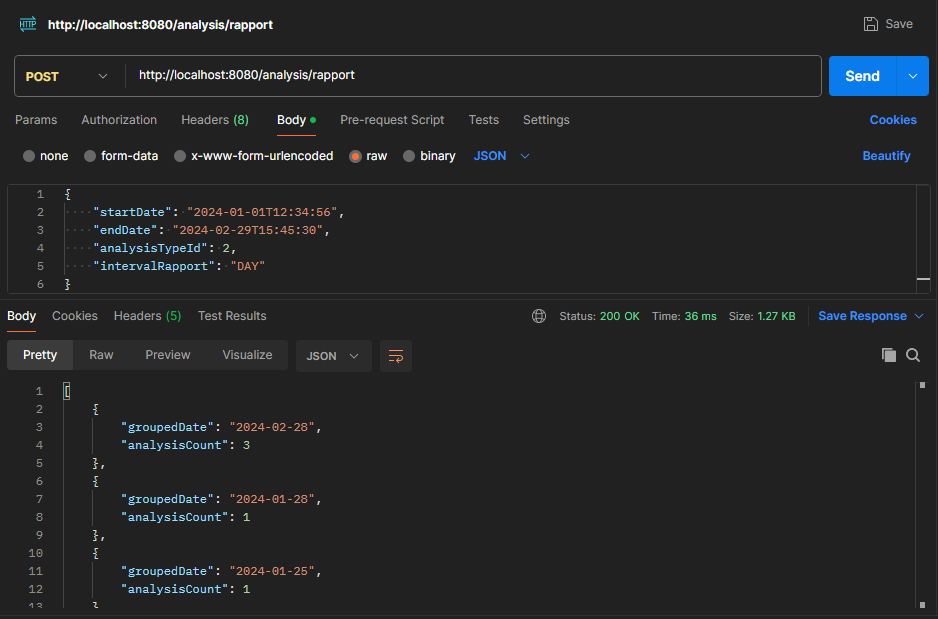 HTTP http://localhost:8080/analysis/rapport Save
POST http://localhost:8080/analysis/rapport Send
Params Authorization Headers (8) Body Pre-request Script Tests Settings Cookies
none form-data x-www-form-urlencoded raw binary JSON Beautify
1 {
2 ····"startDate":·"2024-01-01T12:34:56",
3 ····"endDate":·"2024-02-29T15:45:30",
4 ····"analysisTypeId":·2,
5 ····"intervalRapport":·"DAY"
6 }
Body Cookies Headers (5) Test Results Status: 200 OK Time: 36 ms Size: 1.27 KB Save Response
Pretty Raw Preview Visualize JSON
1 [
2 {
3 "groupedDate": "2024-02-28",
4 "analysisCount": 3
5 },
6 {
7 "groupedDate": "2024-01-28",
8 "analysisCount": 1
9 },
10 {
11 "groupedDate": "2024-01-25",
12 "analysisCount": 1
13 }